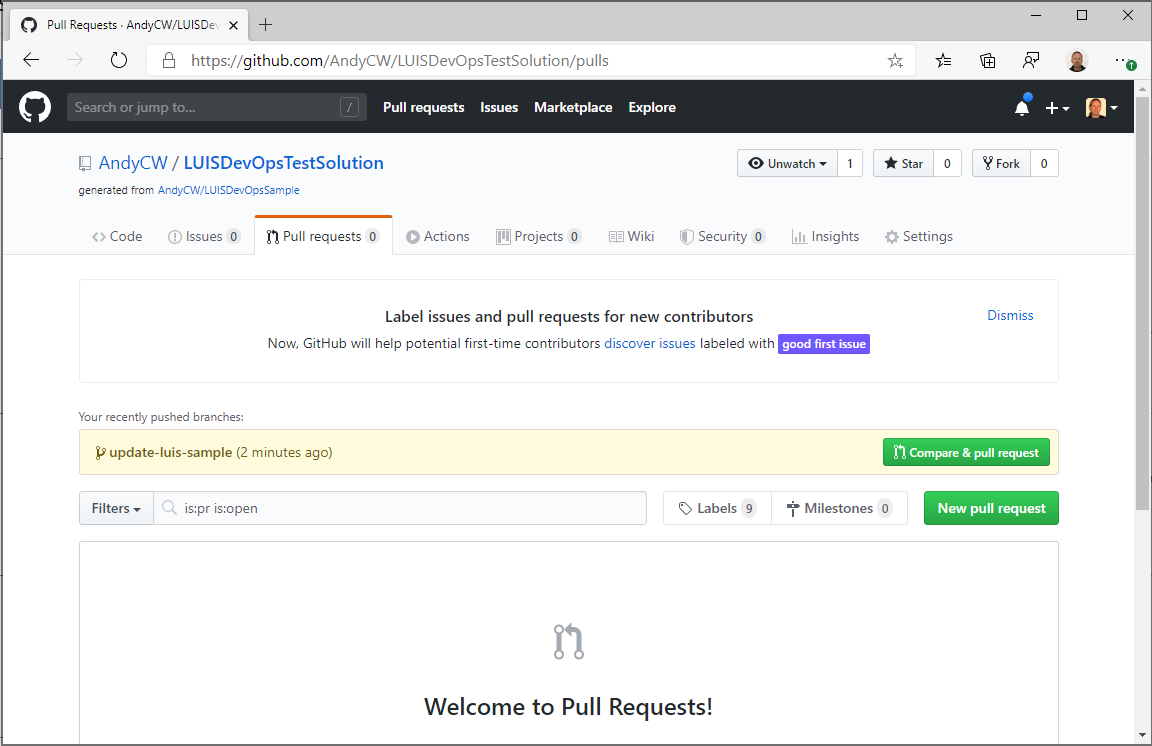 Pull Requests · AndyCW/LUISDev
https://github.com/AndyCW/LUISDevOpsTestSolution/pulls
Search or jump to... /
Pull requests Issues Marketplace Explore
AndyCW / LUISDevOpsTestSolution
Unwatch 1 Star 0 Fork 0
generated from AndyCW/LUISDevOpsSample
Code Issues 0 Pull requests 0 Actions Projects 0 Wiki Security 0 Insights Settings
Label issues and pull requests for new contributors
Dismiss
Now, GitHub will help potential first-time contributors discover issues labeled with good first issue
Your recently pushed branches:
update-luis-sample (2 minutes ago)
Compare & pull request
Filters is:pr is:open Labels 9 Milestones 0 New pull request
Welcome to Pull Requests!